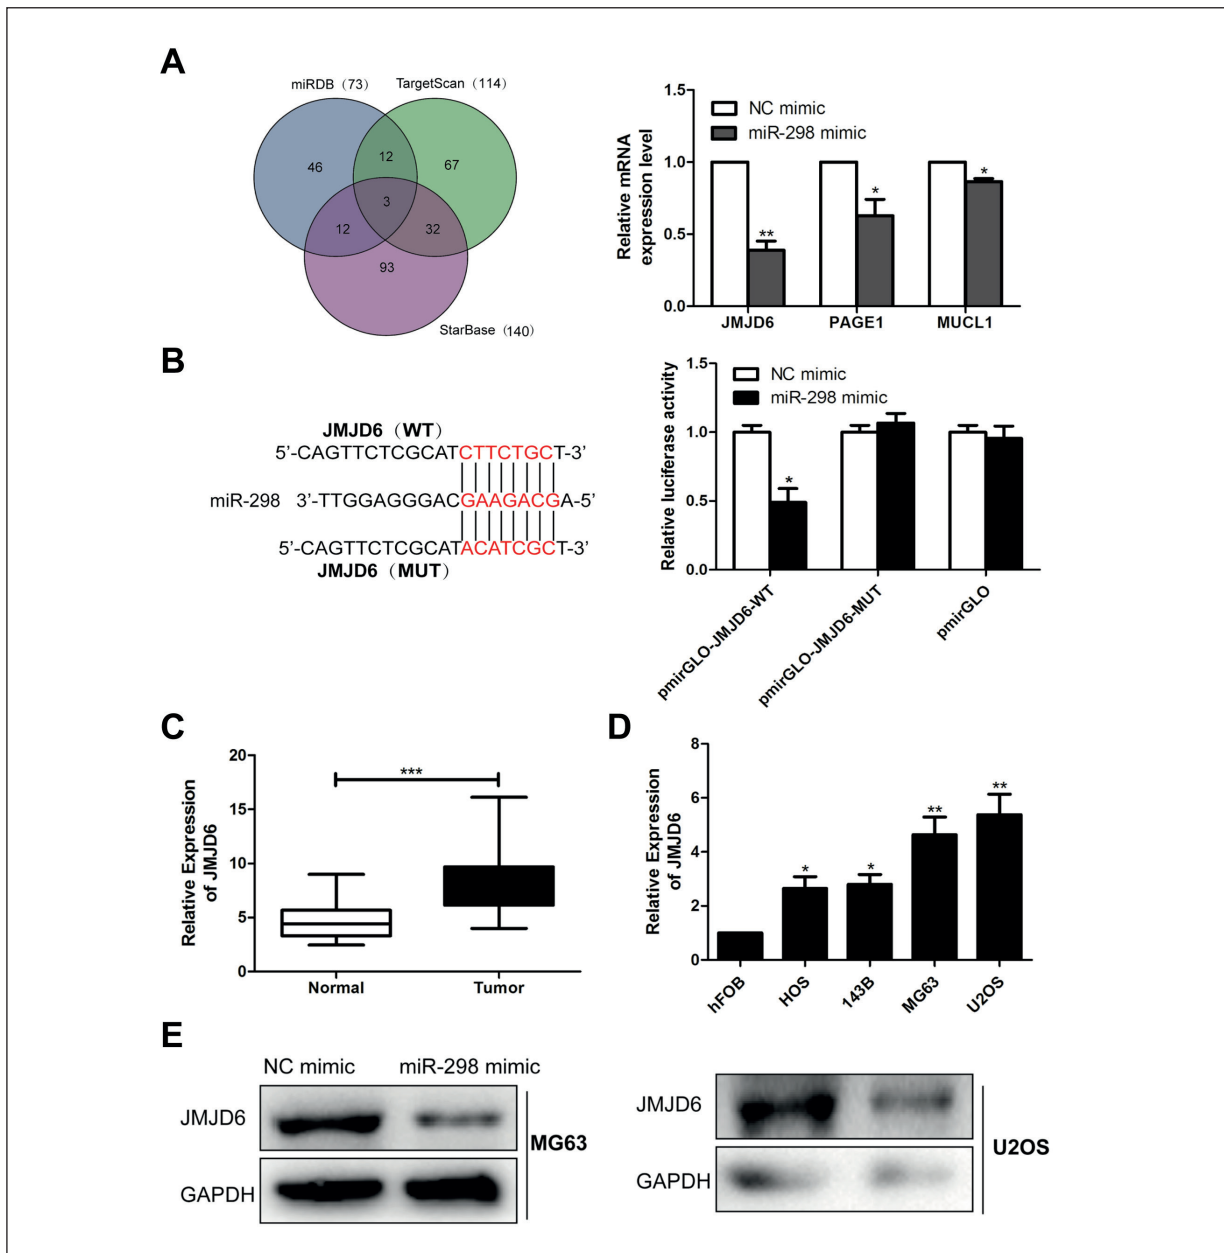 A
miRDB（73）
TargetScan（114）
46
12
67
3
12
32
93
StarBase（140）
Relative mRNA
expression level
1.5
1.0
0.5
0.0
NC mimic
miR-298 mimic
**
*
*
JMJD6
PAGE1
MUCL1
B
JMJD6（WT）
5’-CAGTTCTCGCATCTTCTGCT-3’
miR-298 3’-TTGGAGGGACGAAGACGA-5’
5’-CAGTTCTCGCATACATCGCT-3’
JMJD6（MUT）
Relative luciferase activity
1.5
1.0
0.5
0.0
NC mimic
miR-298 mimic
*
pmirGLO-JMJD6-WT
pmirGLO-JMJD6-MUT
pmirGLO
C
Relative Expression
of JMJD6
20
15
10
5
0
***
Normal
Tumor
D
Relative Expression
of JMJD6
8
6
4
2
0
*
*
**
**
hFOB
HOS
143B
MG63
U2OS
E
NC mimic
miR-298 mimic
JMJD6
GAPDH
MG63
JMJD6
GAPDH
U2OS